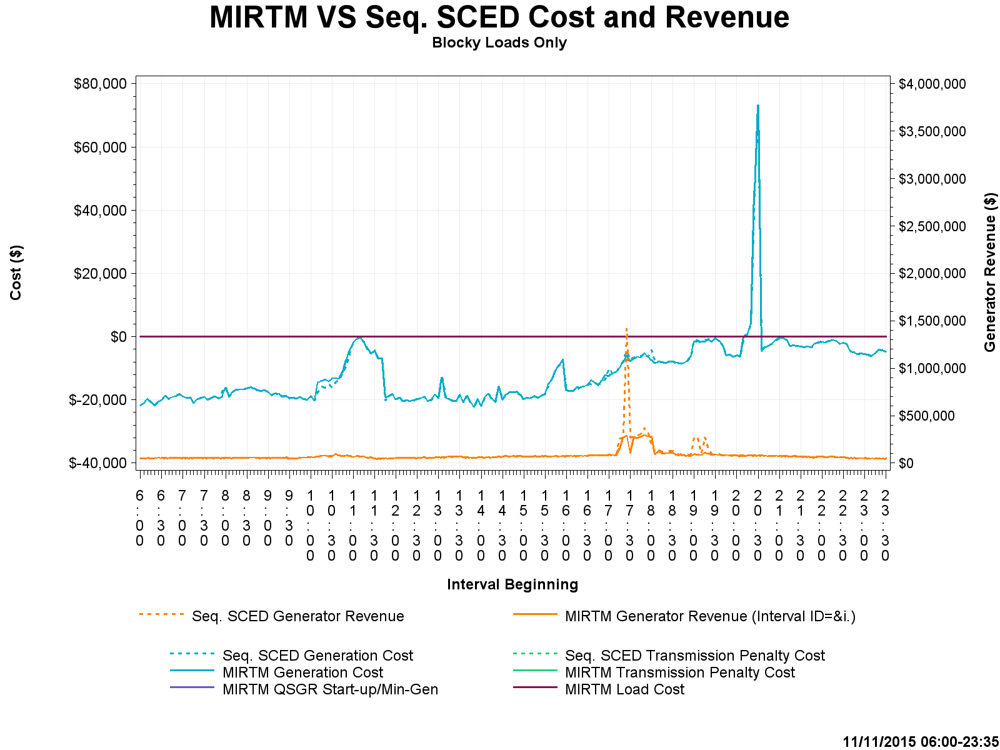 MIRTM VS Seq. SCED Cost and Revenue
Blocky Loads Only
$80,000
$60,000
$40,000
$20,000
$0
$-20,000
$-40,000
Cost ($)
$4,000,000
$3,500,000
$3,000,000
$2,500,000
$2,000,000
$1,500,000
$1,000,000
$500,000
$0
Generator Revenue ($)
6:00 6:30 7:00 7:30 8:00 8:30 9:00 9:30 10:00 10:30 11:00 11:30 12:00 12:30 13:00 13:30 14:00 14:30 15:00 15:30 16:00 16:30 17:00 17:30 18:00 18:30 19:00 19:30 20:00 20:30 21:00 21:30 22:00 22:30 23:00 23:30
Interval Beginning
Seq. SCED Generator Revenue
MIRTM Generator Revenue (Interval ID=&i.)
Seq. SCED Generation Cost
Seq. SCED Transmission Penalty Cost
MIRTM Generation Cost
MIRTM Transmission Penalty Cost
MIRTM QSGR Start-up/Min-Gen
MIRTM Load Cost
11/11/2015 06:00-23:35